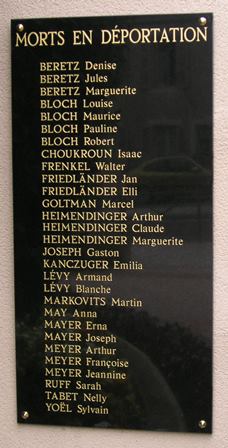 MORTS EN DÉPORTATION
BERETZ Denise
BERETZ Jules
BERETZ Marguerite
BLOCH Louise
BLOCH Maurice
BLOCH Pauline
BLOCH Robert
CHOUKROUN Isaac
FRENKEL Walter
FRIEDLÄNDER Jan
FRIEDLÄNDER Elli
GOLTMAN Marcel
HEIMENDINGER Arthur
HEIMENDINGER Claude
HEIMENDINGER Marguerite
JOSEPH Gaston
KANCZUGER Emilia
LÉVY Armand
LÉVY Blanche
MARKOVITS Martin
MAY Anna
MAYER Erna
MAYER Joseph
MEYER Arthur
MEYER Françoise
MEYER Jeannine
RUFF Sarah
TABET Nelly
YOËL Sylvain